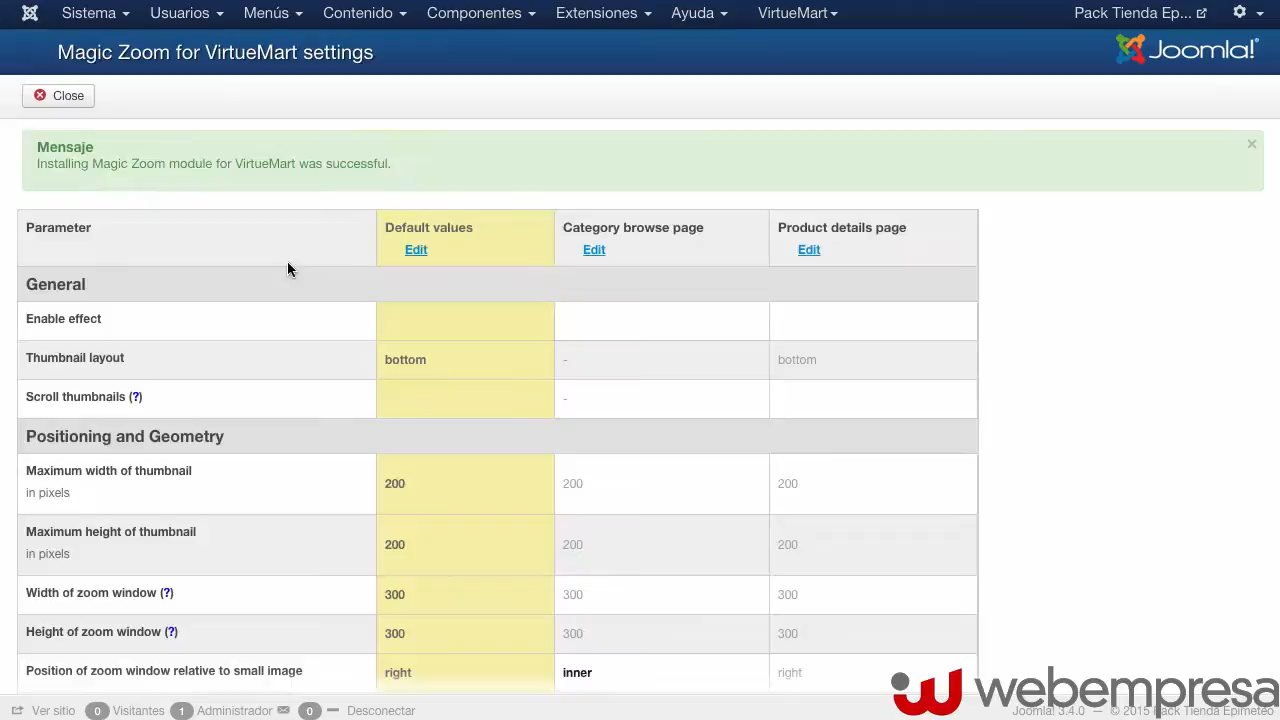 Sistema Usuarios Menús Contenido Componentes Extensiones Ayuda VirtueMart Pack Tienda Ep...
Magic Zoom for VirtueMart settings
Joomla!
Close
Mensaje
×
Installing Magic Zoom module for VirtueMart was successful.
Parameter Default values Category browse page Product details page
Edit Edit Edit
General
Enable effect
Thumbnail layout bottom - bottom
Scroll thumbnails (?) -
Positioning and Geometry
Maximum width of thumbnail
in pixels
200 200 200
Maximum height of thumbnail
in pixels
200 200 200
Width of zoom window (?) 300 300 300
Height of zoom window (?) 300 300 300
Position of zoom window relative to small image right inner right
webempresa
Ver sitio 0 Visitantes 1 Administrador 0 Desconectar Joomla! 3.4.0 — © 2015 Pack Tienda Epimeteo